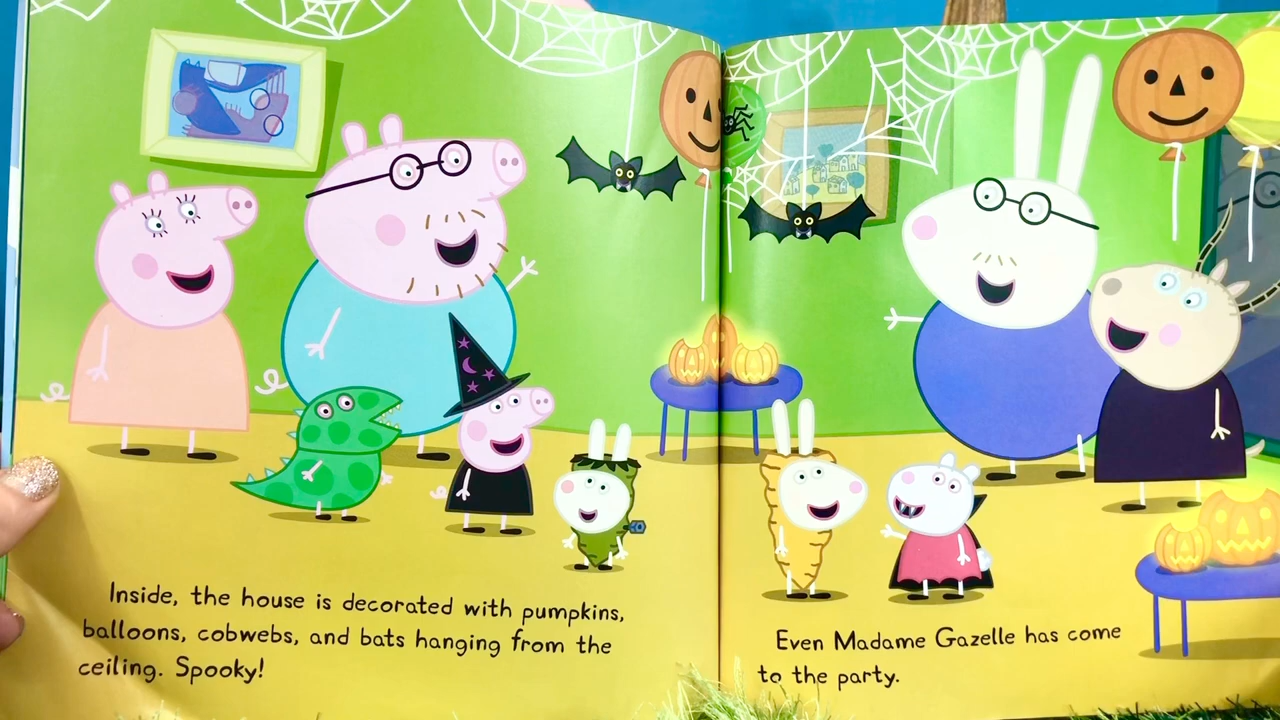 Inside, the house is decorated with pumpkins,
balloons, cobwebs, and bats hanging from the
ceiling. Spooky!
Even Madame Gazelle has come
to the party.